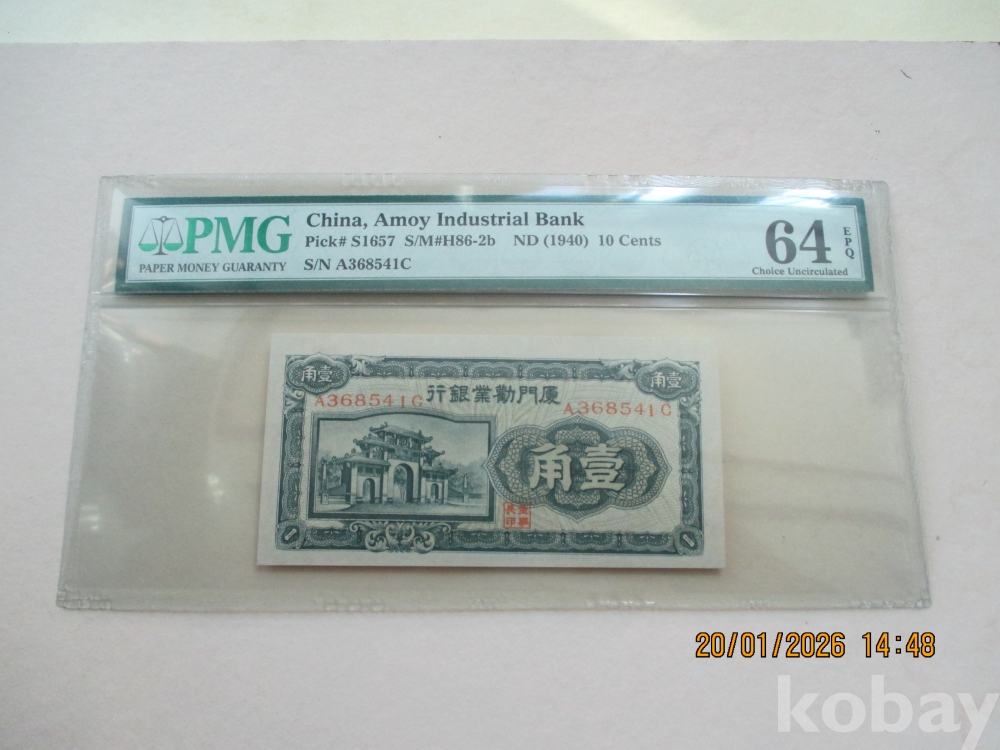 PMG
PAPER MONEY GUARANTY
China, Amoy Industrial Bank
Pick# S1657 S/M#H86-2b ND (1940) 10 Cents
S/N A368541C
64 EPQ
Choice Uncirculated
角壹
角壹
行銀業勸門厦
A368541C
A368541C
角壹
20/01/2026 14:48
kobay